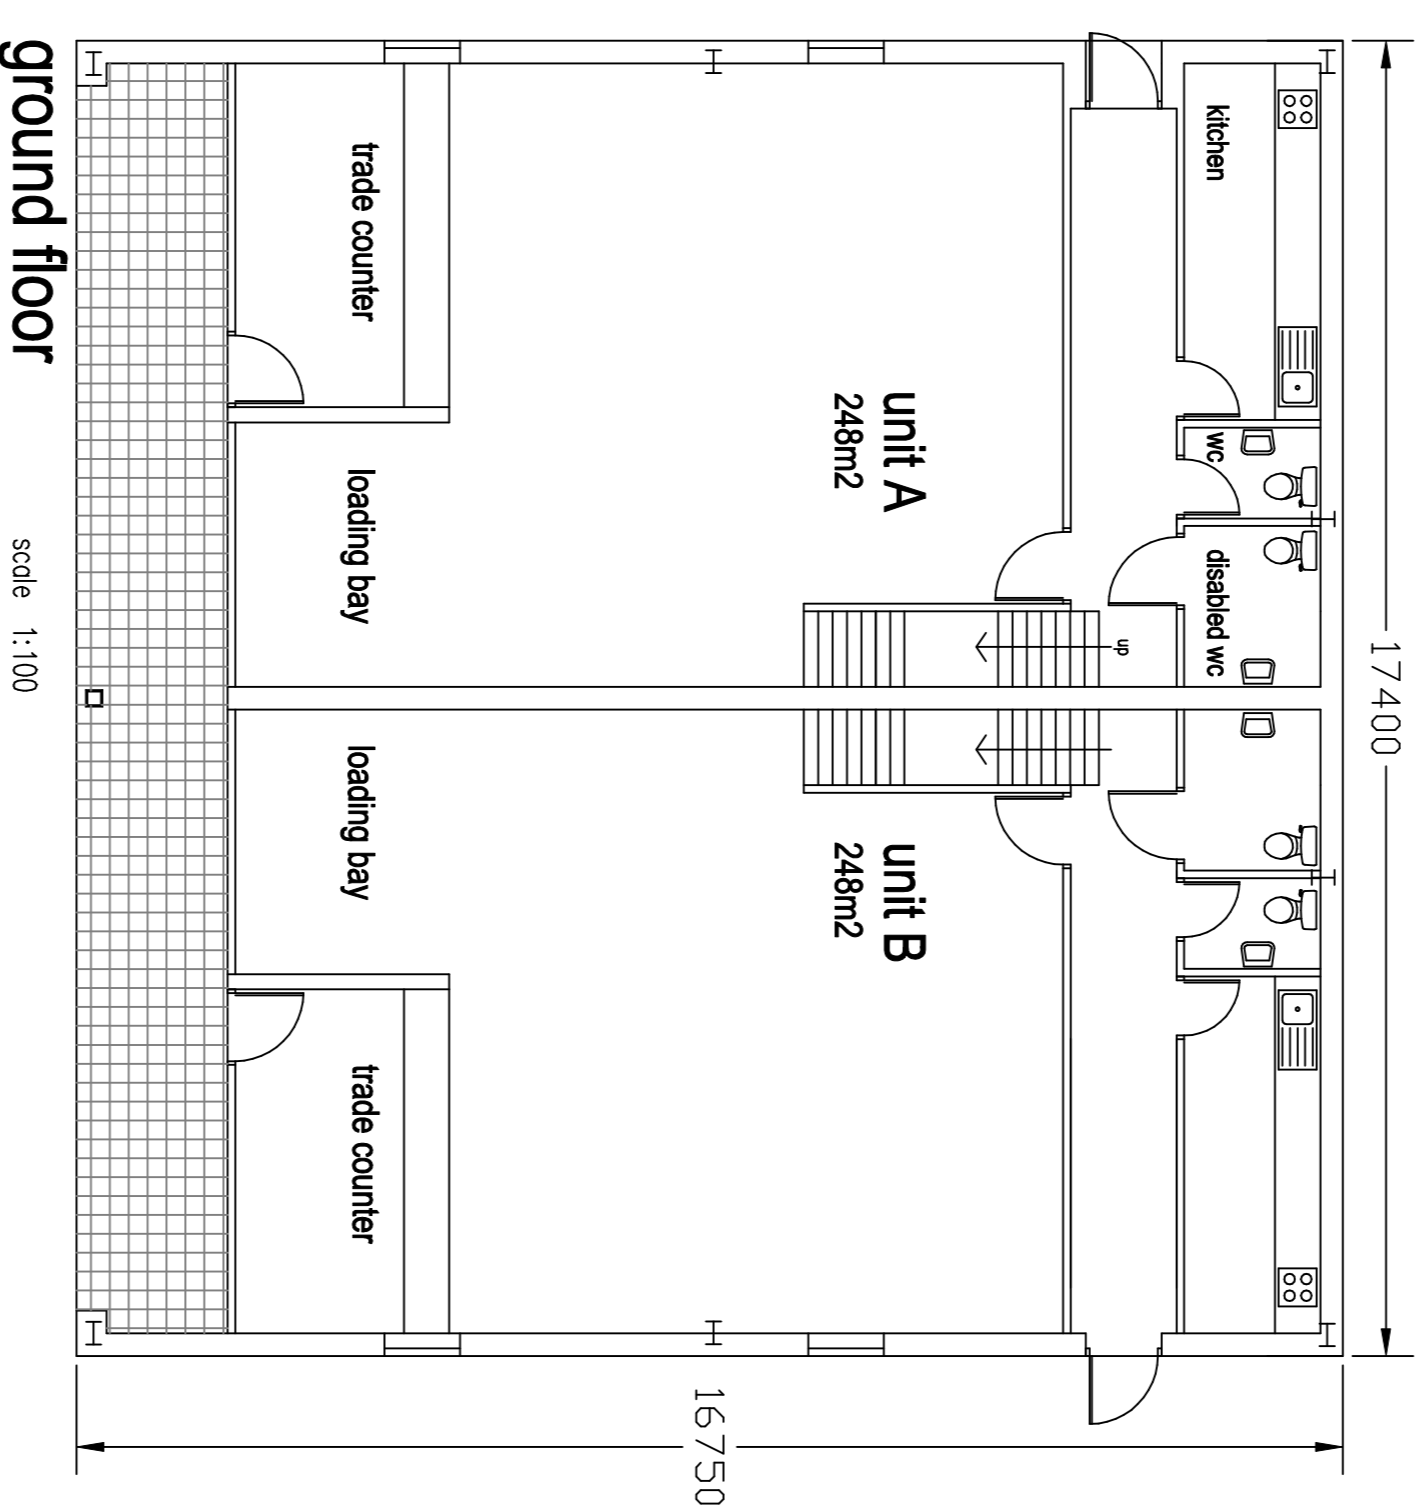 17400
kitchen
wc
disabled wc
up
unit A
248m2
unit B
248m2
trade counter
loading bay
loading bay
trade counter
16750
ground floor
scale 1:100